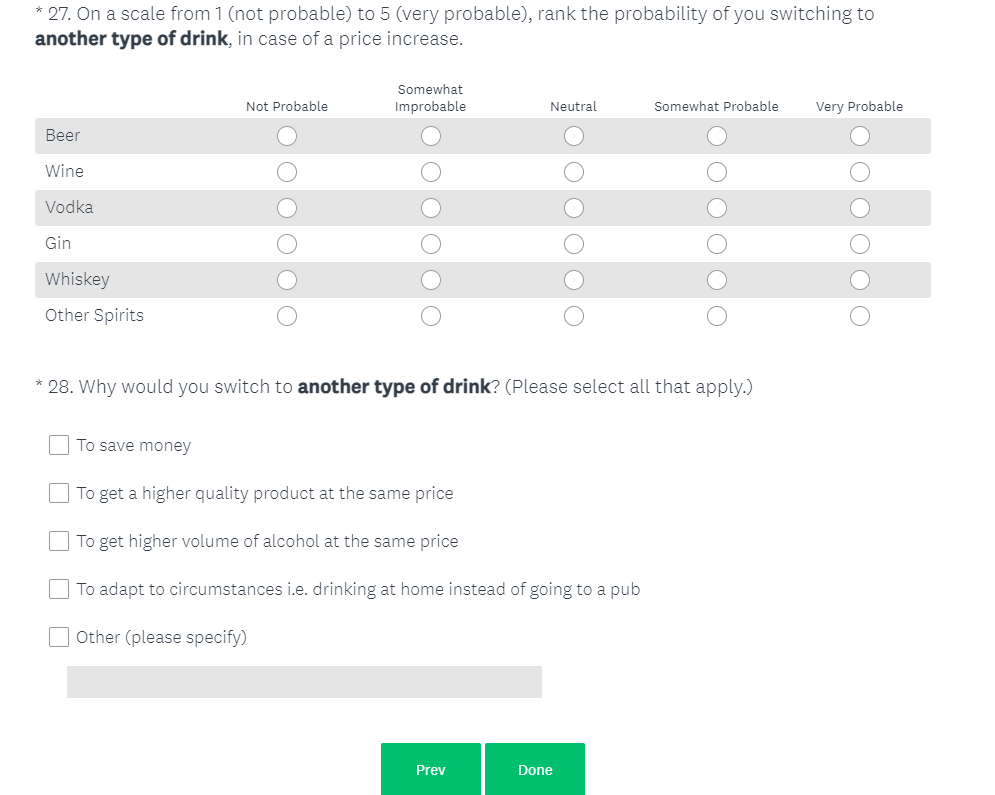 * 27. On a scale from 1 (not probable) to 5 (very probable), rank the probability of you switching to
another type of drink, in case of a price increase.
Not Probable Somewhat Improbable Neutral Somewhat Probable Very Probable
Beer
Wine
Vodka
Gin
Whiskey
Other Spirits
* 28. Why would you switch to another type of drink? (Please select all that apply.)
To save money
To get a higher quality product at the same price
To get higher volume of alcohol at the same price
To adapt to circumstances i.e. drinking at home instead of going to a pub
Other (please specify)
Prev Done